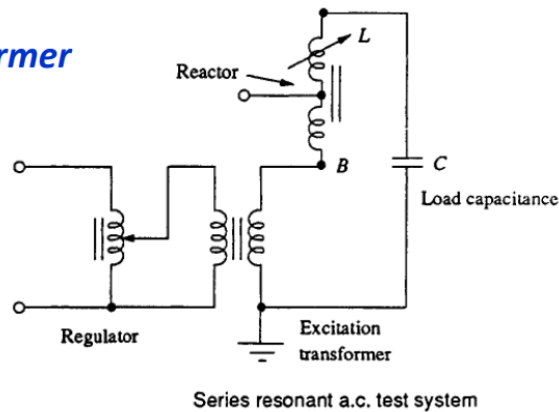 rmer
L
Reactor
B
C
Load capacitance
Regulator
Excitation
transformer
Series resonant a.c. test system